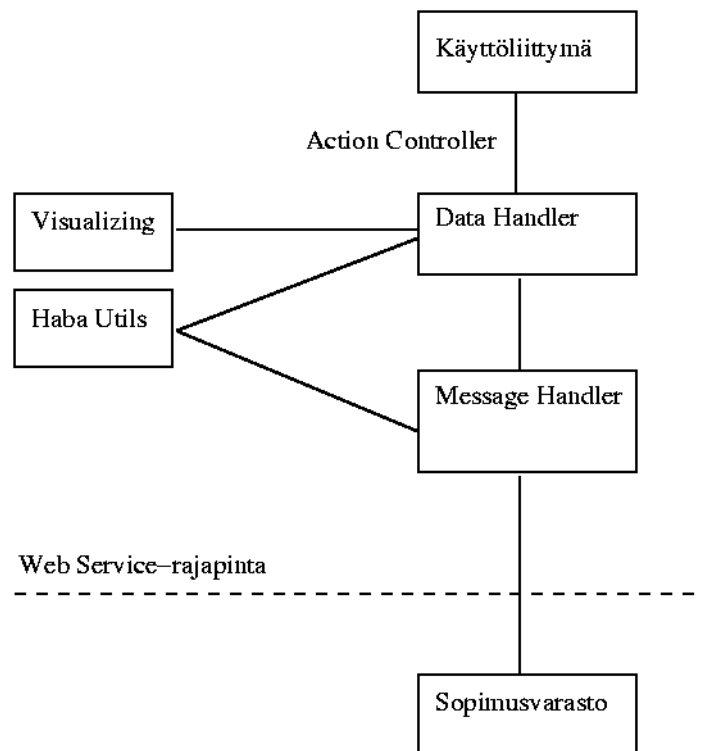 Käyttöliittymä
Action Controller
Visualizing
Data Handler
Haba Utils
Message Handler
Web Service–rajapinta
Sopimusvarasto